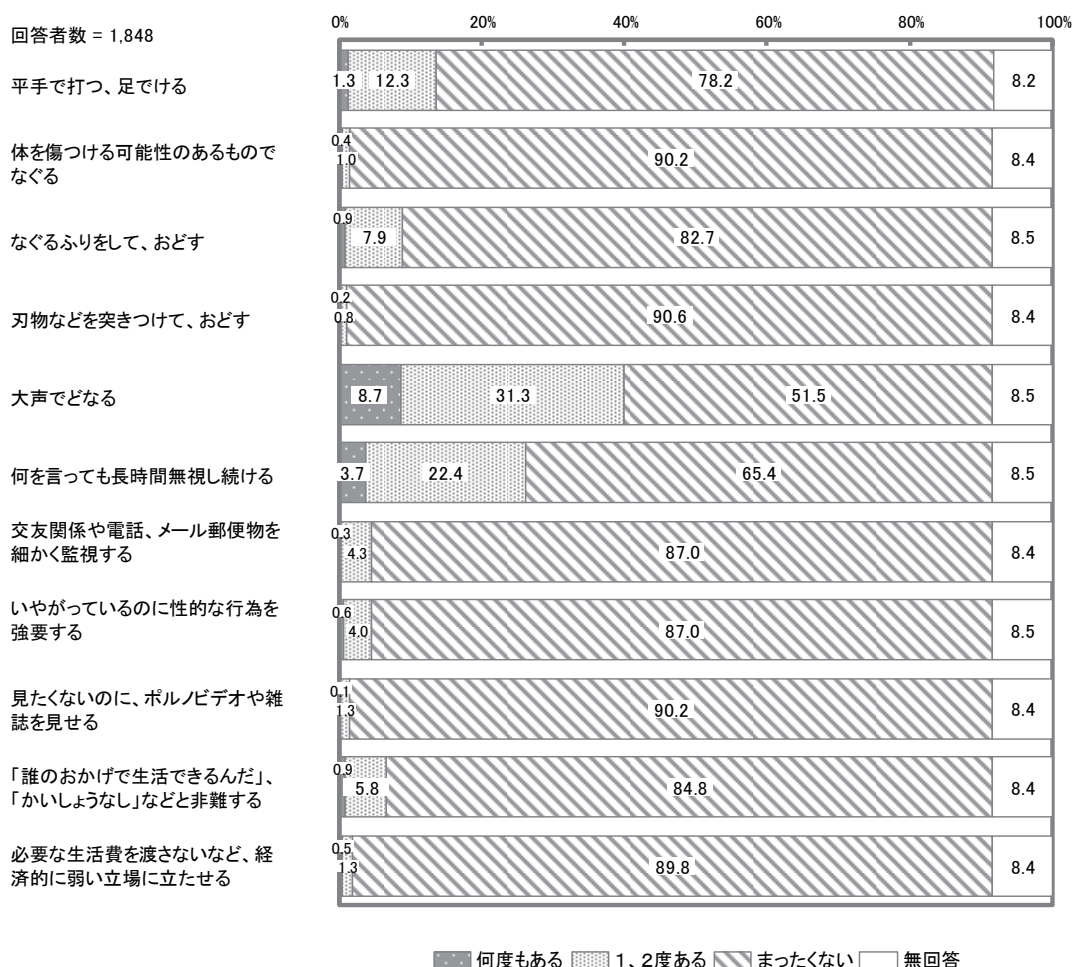 0% 20% 40% 60% 80% 100%
回答者数 = 1,848
平手で打つ、足でける
1.3 12.3 78.2 8.2
体を傷つける可能性のあるもので
なぐる
0.4 1.0 90.2 8.4
なぐるふりをして、おどす
0.9 7.9 82.7 8.5
刃物などを突きつけて、おどす
0.2 0.8 90.6 8.4
大声でどなる
8.7 31.3 51.5 8.5
何を言っても長時間無視し続ける
3.7 22.4 65.4 8.5
交友関係や電話、メール郵便物を
細かく監視する
0.3 4.3 87.0 8.4
いやがっているのに性的な行為を
強要する
0.6 4.0 87.0 8.5
見たくないのに、ポルノビデオや雑
誌を見せる
0.1 1.3 90.2 8.4
「誰のおかげで生活できるんだ」、
「かいしょうなし」などと非難する
0.9 5.8 84.8 8.4
必要な生活費を渡さないなど、経
済的に弱い立場に立たせる
0.5 1.3 89.8 8.4
何度もある 1、2度ある まったくない 無回答